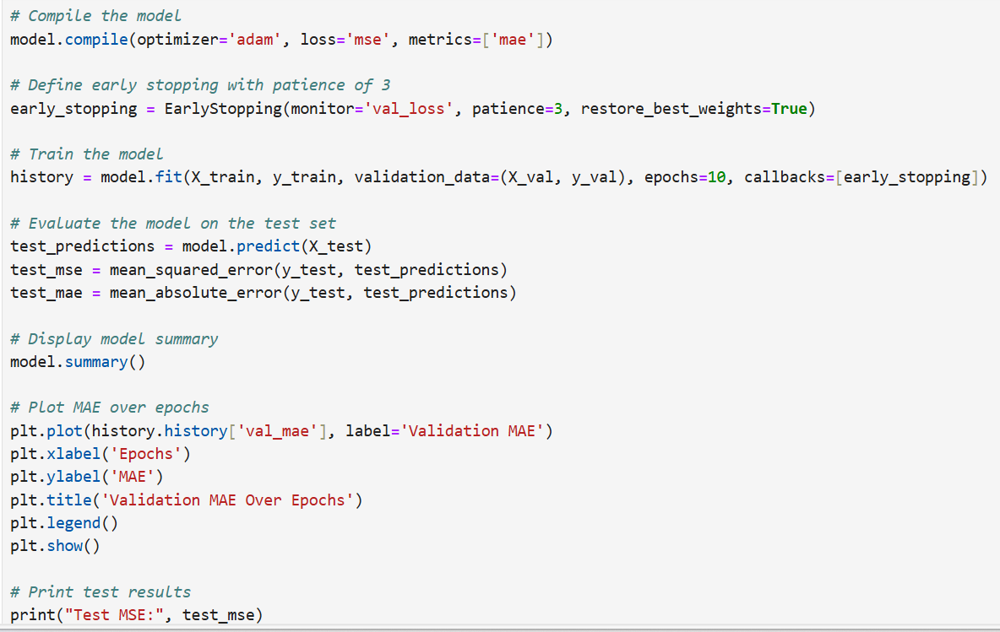 # Compile the model
model.compile(optimizer='adam', loss='mse', metrics=['mae'])
# Define early stopping with patience of 3
early_stopping = EarlyStopping(monitor='val_loss', patience=3, restore_best_weights=True)
# Train the model
history = model.fit(X_train, y_train, validation_data=(X_val, y_val), epochs=10, callbacks=[early_stopping])
# Evaluate the model on the test set
test_predictions = model.predict(X_test)
test_mse = mean_squared_error(y_test, test_predictions)
test_mae = mean_absolute_error(y_test, test_predictions)
# Display model summary
model.summary()
# Plot MAE over epochs
plt.plot(history.history['val_mae'], label='Validation MAE')
plt.xlabel('Epochs')
plt.ylabel('MAE')
plt.title('Validation MAE Over Epochs')
plt.legend()
plt.show()
# Print test results
print("Test MSE:", test_mse)